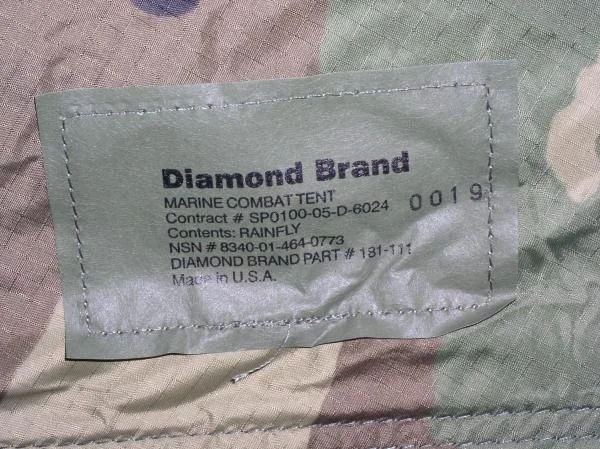 Diamond Brand
MARINE COMBAT TENT
Contract # SP0100-05-D-6024 0019
Contents: RAINFLY
NSN # 8340-01-464-0773
DIAMOND BRAND PART # 181-111
Made in U.S.A.